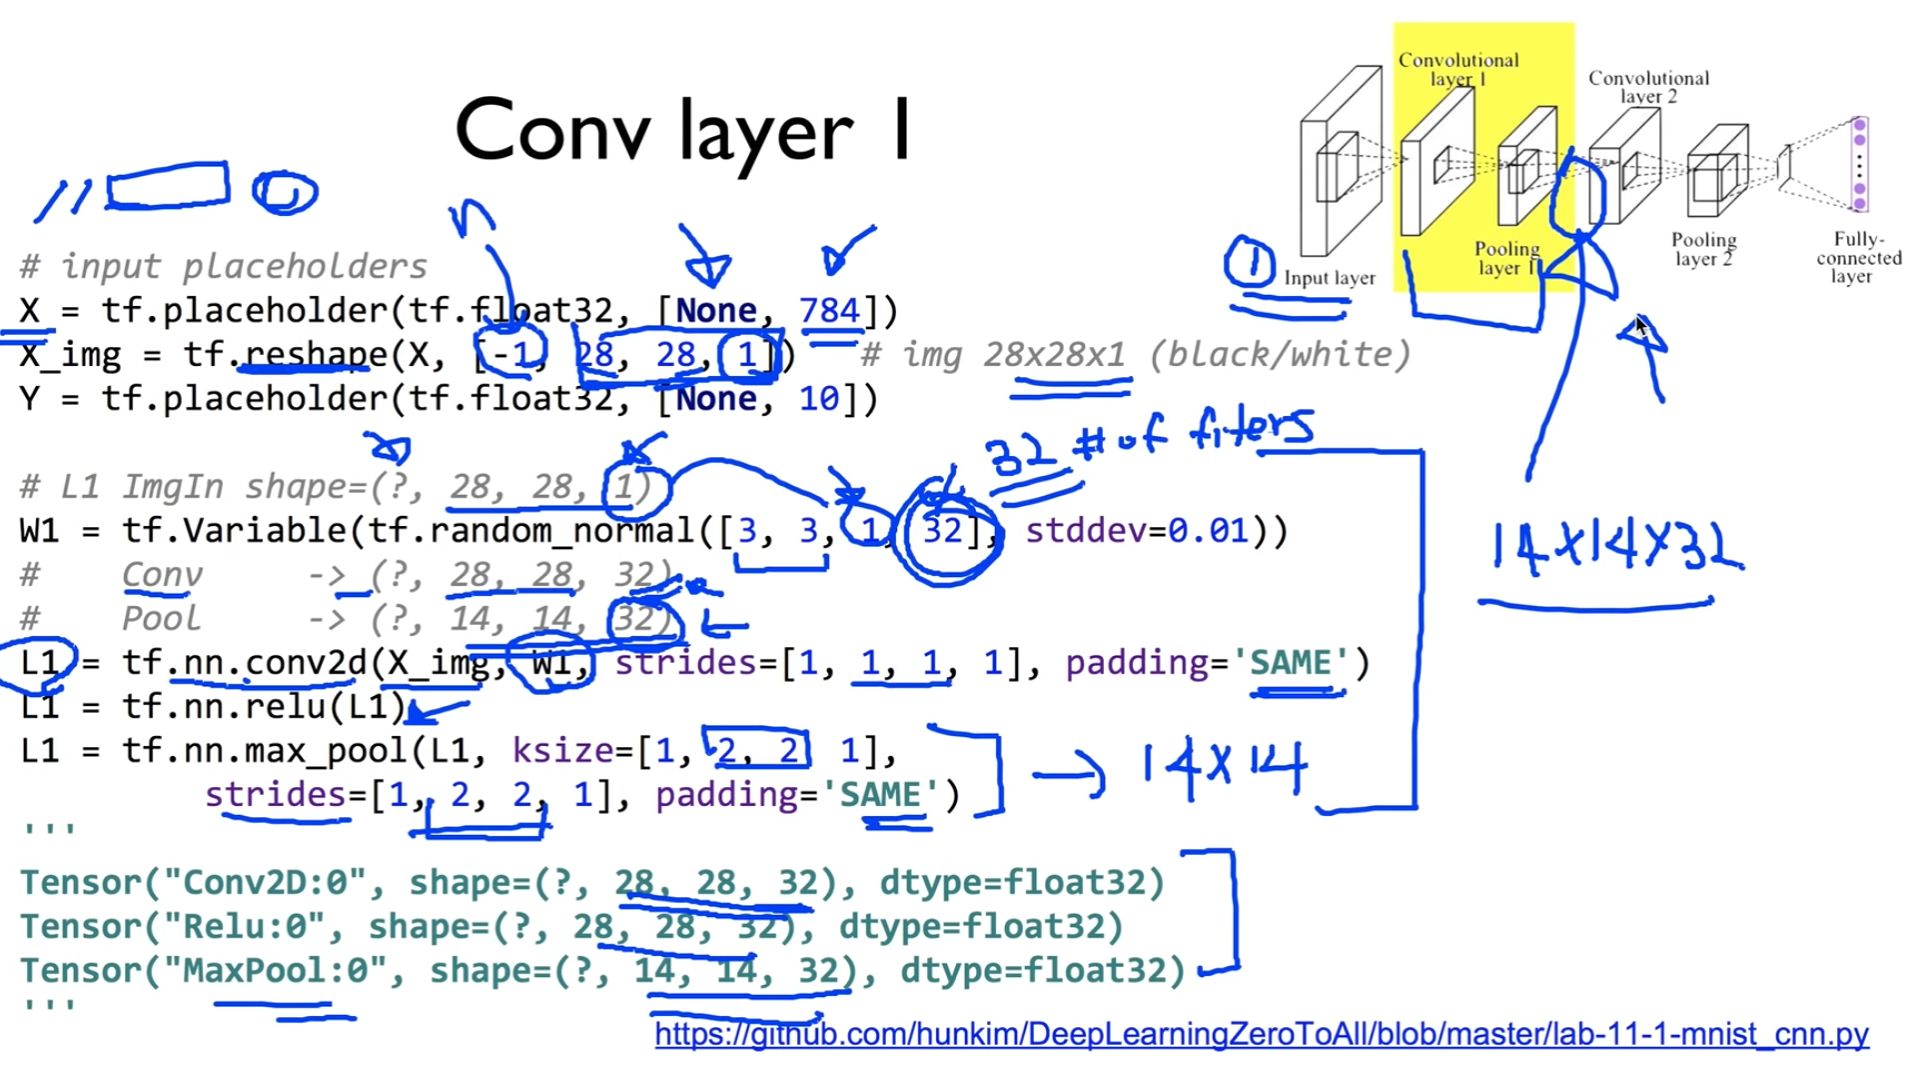 Conv layer 1
Convolutional
layer 1
Convolutional
layer 2
Pooling
layer 1
Pooling
layer 2
Fully-
connected
layer
① Input layer
n
# input placeholders
X = tf.placeholder(tf.float32, [None, 784])
X_img = tf.reshape(X, [-1, 28, 28, 1]) # img 28x28x1 (black/white)
Y = tf.placeholder(tf.float32, [None, 10])
32 # of filters
# L1 ImgIn shape=(?, 28, 28, 1)
W1 = tf.Variable(tf.random_normal([3, 3, 1, 32], stddev=0.01))
14X14X32
# Conv -> (?, 28, 28, 32)
# Pool -> (?, 14, 14, 32)
L1 = tf.nn.conv2d(X_img, W1, strides=[1, 1, 1, 1], padding='SAME')
L1 = tf.nn.relu(L1)
L1 = tf.nn.max_pool(L1, ksize=[1, 2, 2, 1],
strides=[1, 2, 2, 1], padding='SAME')
→ 14X14
'''
Tensor("Conv2D:0", shape=(?, 28, 28, 32), dtype=float32)
Tensor("Relu:0", shape=(?, 28, 28, 32), dtype=float32)
Tensor("MaxPool:0", shape=(?, 14, 14, 32), dtype=float32)
'''
https://github.com/hunkim/DeepLearningZeroToAll/blob/master/lab-11-1-mnist_cnn.py